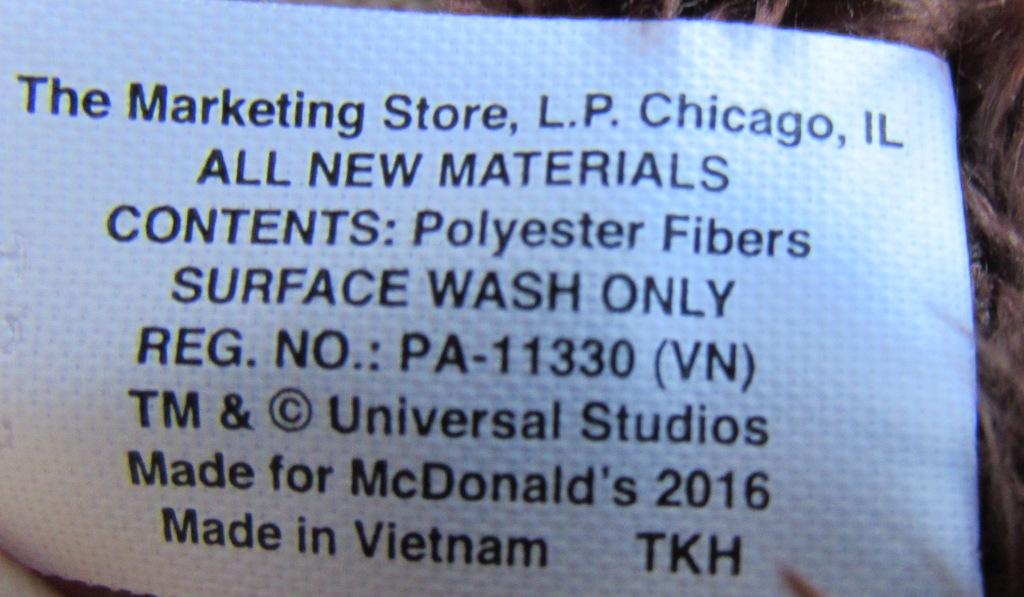 The Marketing Store, L.P. Chicago, IL
ALL NEW MATERIALS
CONTENTS: Polyester Fibers
SURFACE WASH ONLY
REG. NO.: PA-11330 (VN)
TM & © Universal Studios
Made for McDonald's 2016
Made in Vietnam TKH